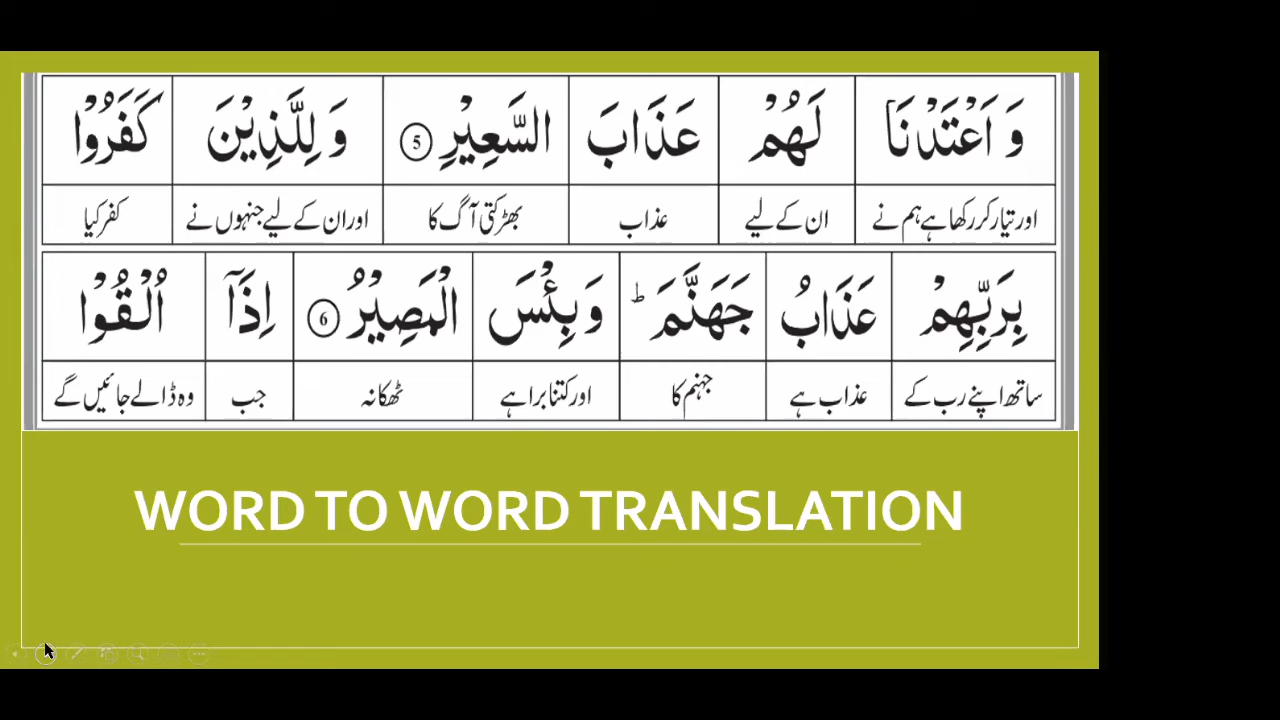 وَ اَعْتَدْنَا لَهُمْ عَذَابَ السَّعِيْرِ 5 وَ لِلَّذِيْنَ كَفَرُوْا
اور تیار کر رکھا ہے ہم نے ان کے لیے عذاب بھڑکتی آگ کا اور ان کے لیے جنہوں نے کفر کیا
بِرَبِّهِمْ عَذَابُ جَهَنَّمَ ؕ وَ بِئْسَ الْمَصِيْرُ 6 اِذَاۤ اُلْقُوْا
ساتھ اپنے رب کے عذاب ہے جہنم کا اور کتنا برا ہے ٹھکانہ جب وہ ڈالے جائیں گے
WORD TO WORD TRANSLATION